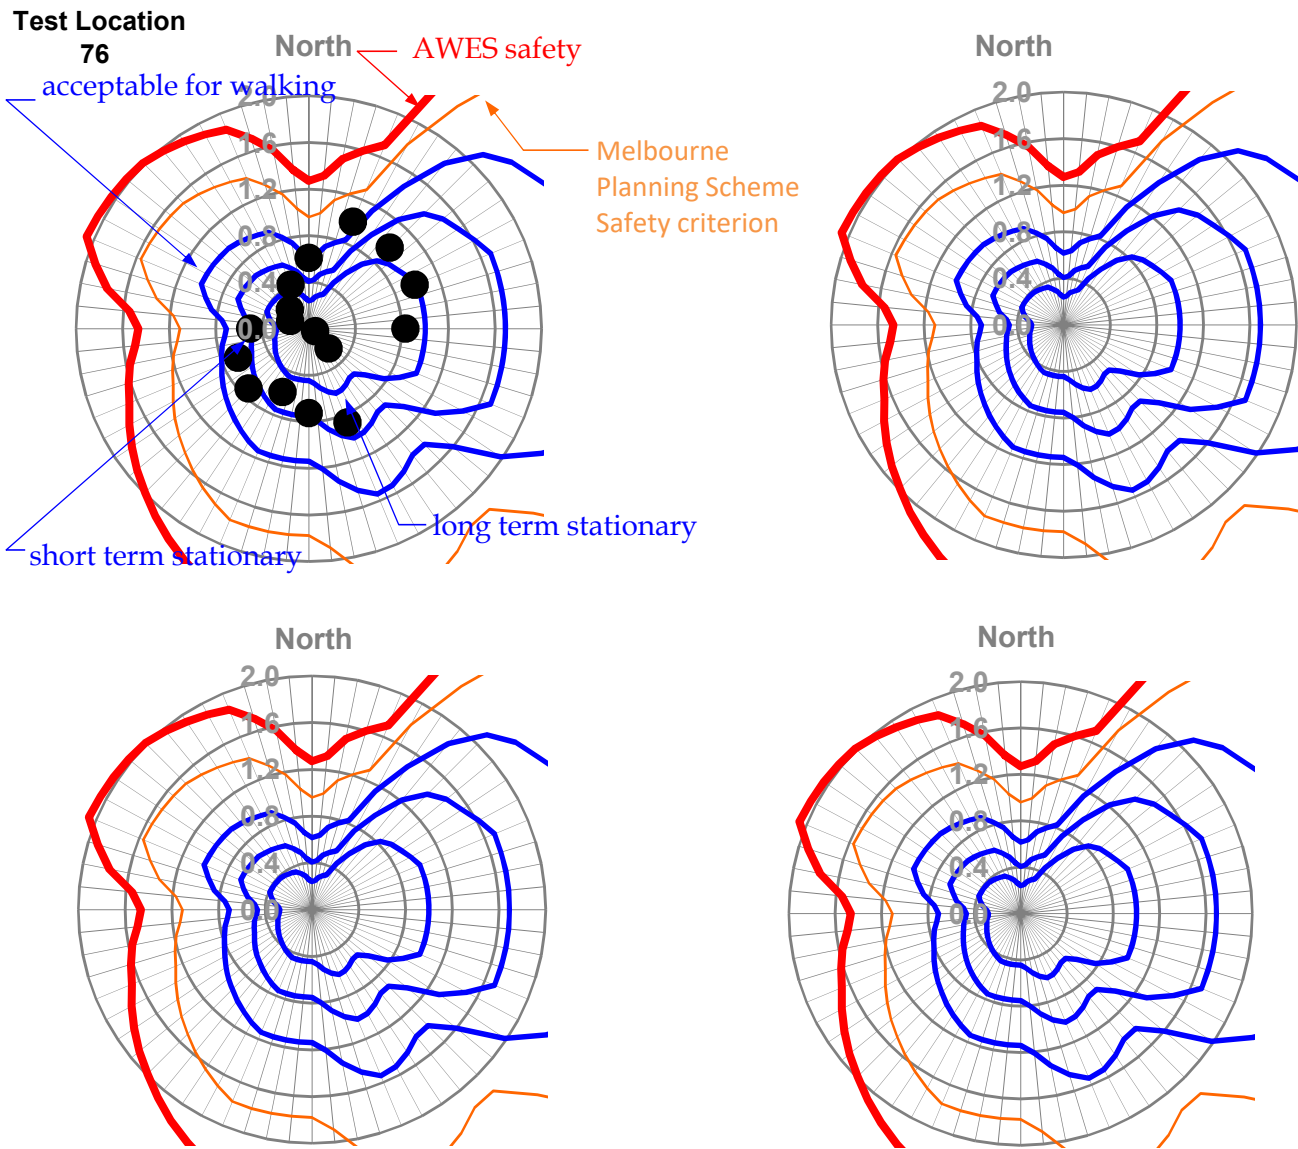 Test Location
76
North
AWES safety
acceptable for walking
2.0
1.6
1.2
0.8
0.4
0.0
Melbourne
Planning Scheme
Safety criterion
long term stationary
short term stationary
North
2.0
1.6
1.2
0.8
0.4
0.0
North
2.0
1.6
1.2
0.8
0.4
0.0
North
2.0
1.6
1.2
0.8
0.4
0.0